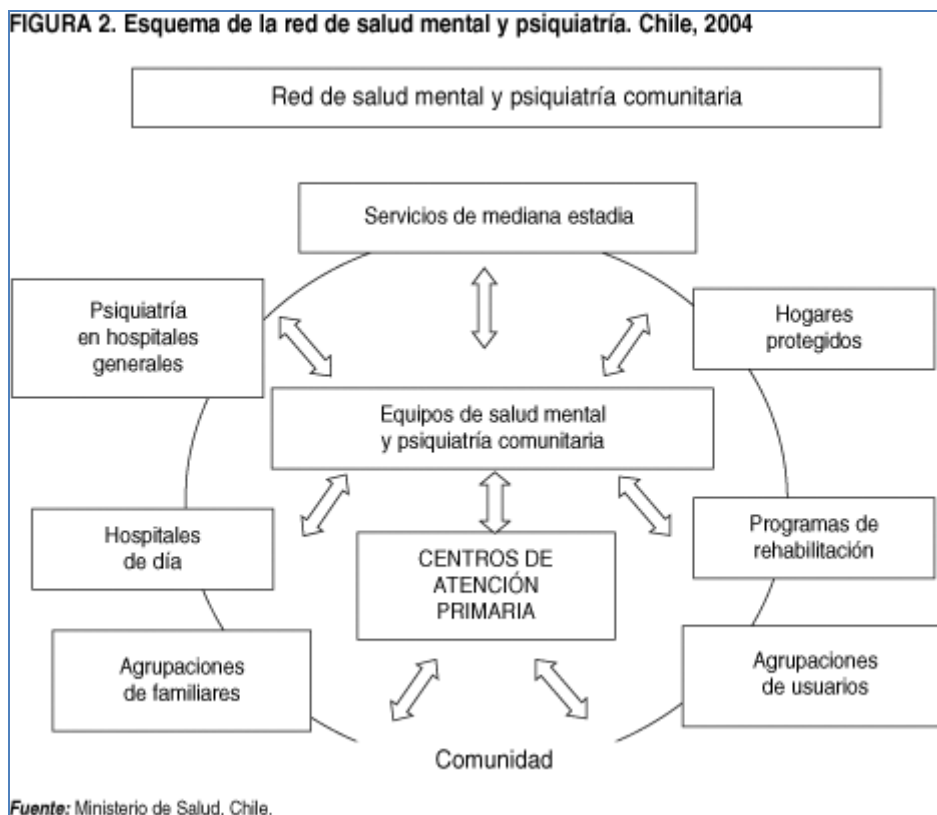 FIGURA 2. Esquema de la red de salud mental y psiquiatría. Chile, 2004
Red de salud mental y psiquiatría comunitaria
Servicios de mediana estadia
Psiquiatría
en hospitales
generales
Hogares
protegidos
Equipos de salud mental
y psiquiatría comunitaria
Hospitales
de día
Programas de
rehabilitación
CENTROS DE
ATENCIÓN
PRIMARIA
Agrupaciones
de familiares
Agrupaciones
de usuarios
Comunidad
Fuente: Ministerio de Salud. Chile.